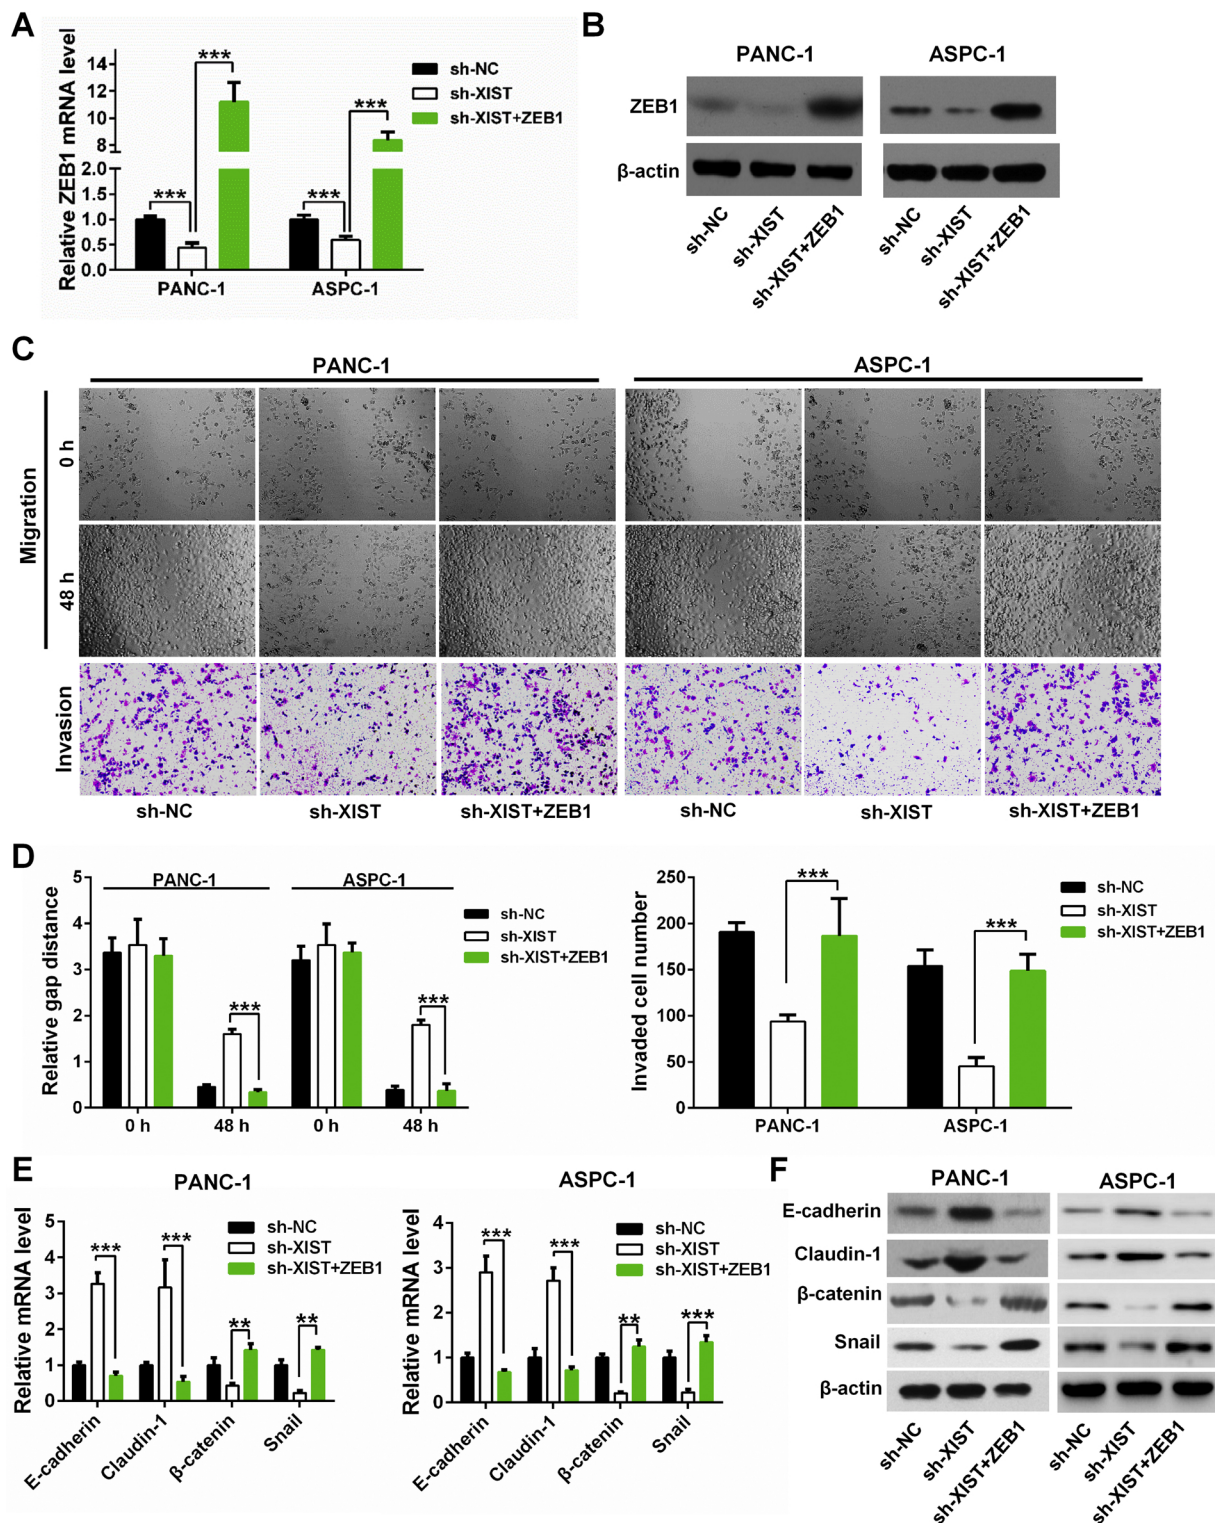 A
Relative ZEB1 mRNA level
14
12
10
8
2.0
1.5
1.0
0.5
0.0
***
***
***
***
PANC-1
ASPC-1
sh-NC
sh-XIST
sh-XIST+ZEB1
B
PANC-1
ASPC-1
ZEB1
β-actin
sh-NC
sh-XIST
sh-XIST+ZEB1
sh-NC
sh-XIST
sh-XIST+ZEB1
C
PANC-1
ASPC-1
Migration
0 h
48 h
Invasion
sh-NC
sh-XIST
sh-XIST+ZEB1
sh-NC
sh-XIST
sh-XIST+ZEB1
D
Relative gap distance
5
4
3
2
1
0
PANC-1
ASPC-1
***
***
0 h
48 h
0 h
48 h
sh-NC
sh-XIST
sh-XIST+ZEB1
Invaded cell number
250
200
150
100
50
0
***
***
PANC-1
ASPC-1
sh-NC
sh-XIST
sh-XIST+ZEB1
E
PANC-1
Relative mRNA level
5
4
3
2
1
0
***
***
**
**
sh-NC
sh-XIST
sh-XIST+ZEB1
E-cadherin
Claudin-1
β-catenin
Snail
ASPC-1
Relative mRNA level
4
3
2
1
0
***
***
**
***
sh-NC
sh-XIST
sh-XIST+ZEB1
E-cadherin
Claudin-1
β-catenin
Snail
F
PANC-1
ASPC-1
E-cadherin
Claudin-1
β-catenin
Snail
β-actin
sh-NC
sh-XIST
sh-XIST+ZEB1
sh-NC
sh-XIST
sh-XIST+ZEB1